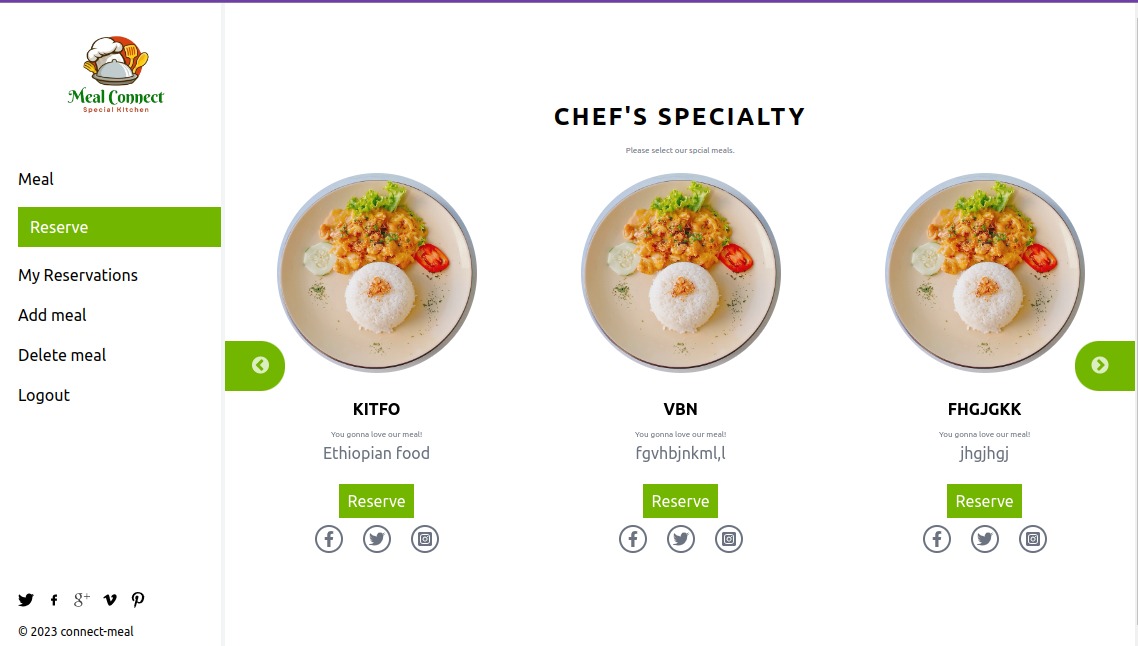 Meal Connect
Special Kitchen
Meal
Reserve
My Reservations
Add meal
Delete meal
Logout
© 2023 connect-meal
CHEF'S SPECIALTY
Please select our spcial meals.
KITFO
You gonna love our meal!
Ethiopian food
Reserve
VBN
You gonna love our meal!
fgvhbjnkml,l
Reserve
FHGJGKK
You gonna love our meal!
jhgjhgj
Reserve